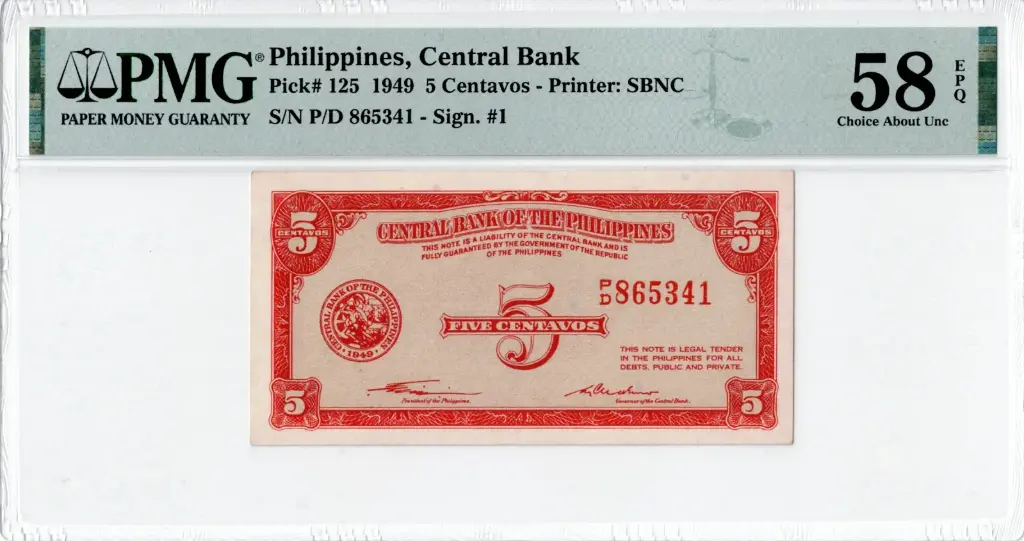 PMG®
PAPER MONEY GUARANTY
Philippines, Central Bank
Pick# 125 1949 5 Centavos - Printer: SBNC
S/N P/D 865341 - Sign. #1
58
EPQ
Choice About Unc
5
CENTAVOS
5
CENTAVOS
CENTRAL BANK OF THE PHILIPPINES
THIS NOTE IS A LIABILITY OF THE CENTRAL BANK AND IS
FULLY GUARANTEED BY THE GOVERNMENT OF THE REPUBLIC
OF THE PHILIPPINES
P/D 865341
CENTRAL BANK OF THE PHILIPPINES
1949
5
FIVE CENTAVOS
THIS NOTE IS LEGAL TENDER
IN THE PHILIPPINES FOR ALL
DEBTS, PUBLIC AND PRIVATE.
President of the Philippines.
Governor of the Central Bank.
5
5